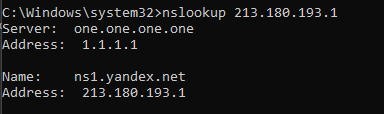 C:\Windows\system32>nslookup 213.180.193.1
Server:  one.one.one.one
Address:  1.1.1.1
Name:    ns1.yandex.net
Address:  213.180.193.1